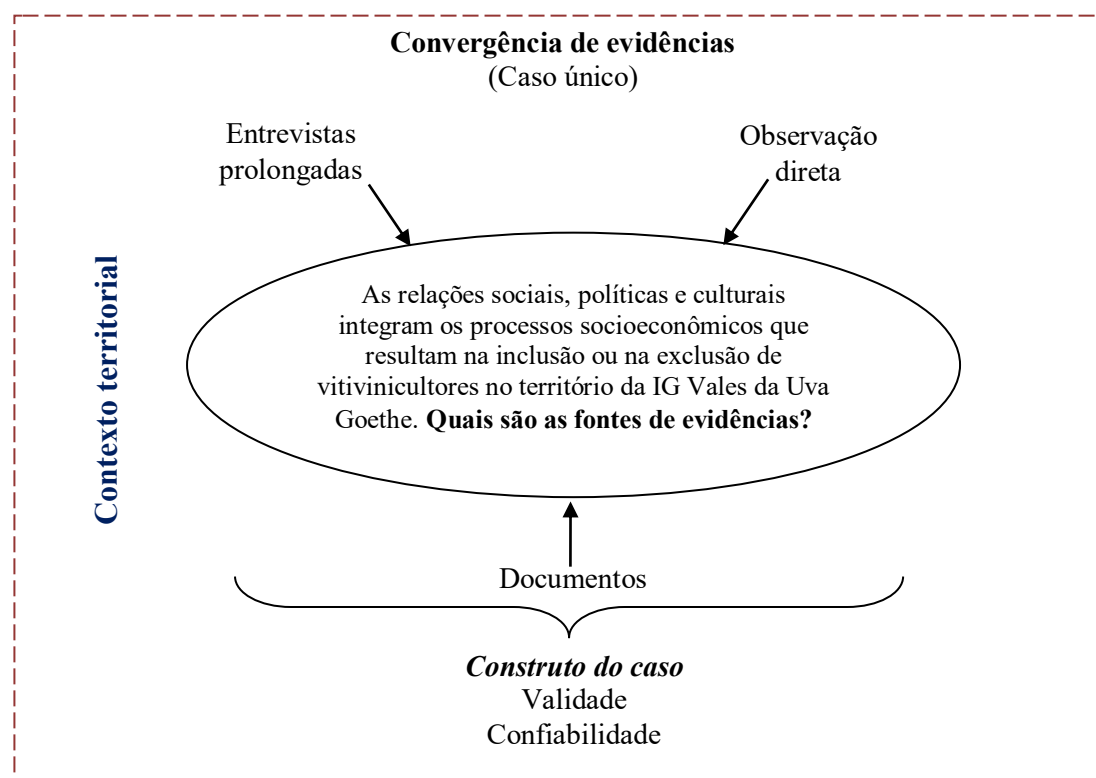 Convergência de evidências
(Caso único)
Entrevistas
prolongadas
Observação
direta
Contexto territorial
As relações sociais, políticas e culturais
integram os processos socioeconômicos que
resultam na inclusão ou na exclusão de
vitivinicultores no território da IG Vales da Uva
Goethe. Quais são as fontes de evidências?
Documentos
Construto do caso
Validade
Confiabilidade